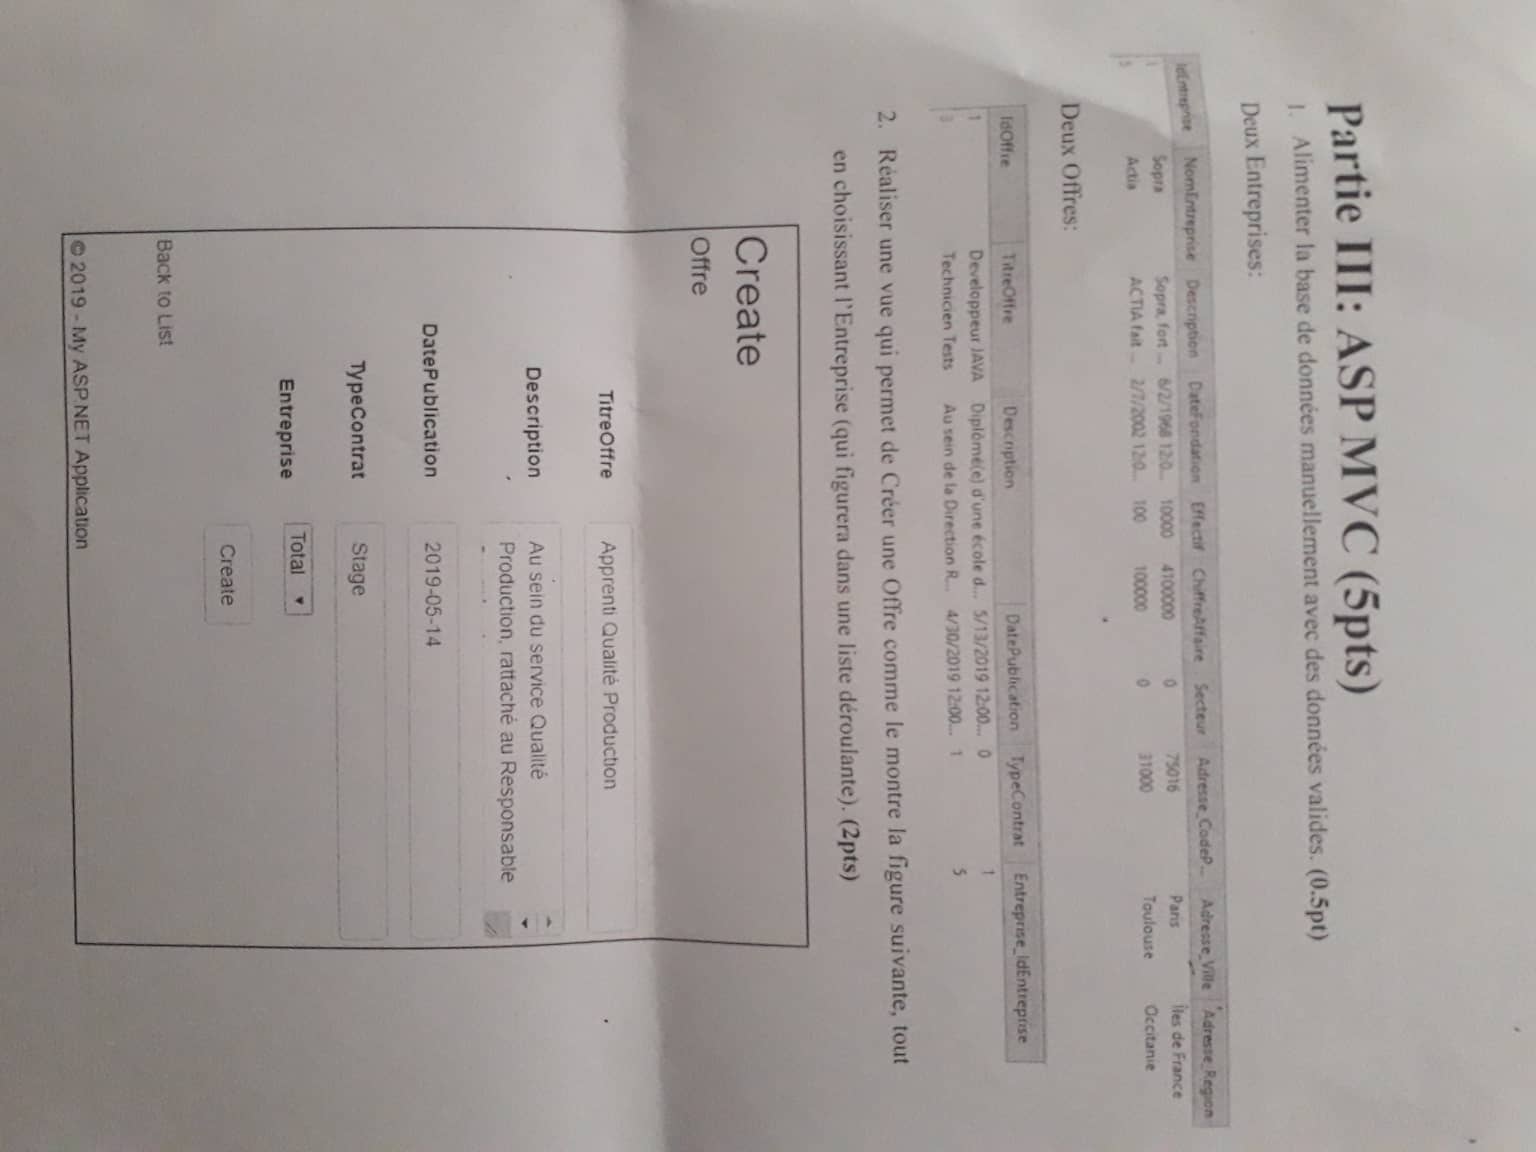 Partie III: ASP MVC (5pts)
1. Alimenter la base de données manuellement avec des données valides. (0.5pt)
Deux Entreprises:
IdEntreprise NomEntreprise Description DateFondation Effectif ChiffreAffaire Secteur Adresse_CodeP... Adresse_Ville Adresse_Region
1 Sopra Sopra, fort ... 6/2/1968 12:0... 10000 4100000 0 75016 Paris Îles de France
5 Actia ACTIA fait ... 2/7/2002 12:0... 100 100000 0 31000 Toulouse Occitanie
Deux Offres:
IdOffre TitreOffre Description DatePublication TypeContrat Entreprise_IdEntreprise
1 Developpeur JAVA Diplômé(e) d'une école d... 5/13/2019 12:00... 0 1
3 Technicien Tests Au sein de la Direction R... 4/30/2019 12:00... 1 5
2. Réaliser une vue qui permet de Créer une Offre comme le montre la figure suivante, tout
en choisissant l'Entreprise (qui figurera dans une liste déroulante). (2pts)
Create
Offre
TitreOffre Apprenti Qualité Production
Description Au sein du service Qualité
Production, rattaché au Responsable
DatePublication 2019-05-14
TypeContrat Stage
Entreprise Total
Create
Back to List
© 2019 - My ASP.NET Application